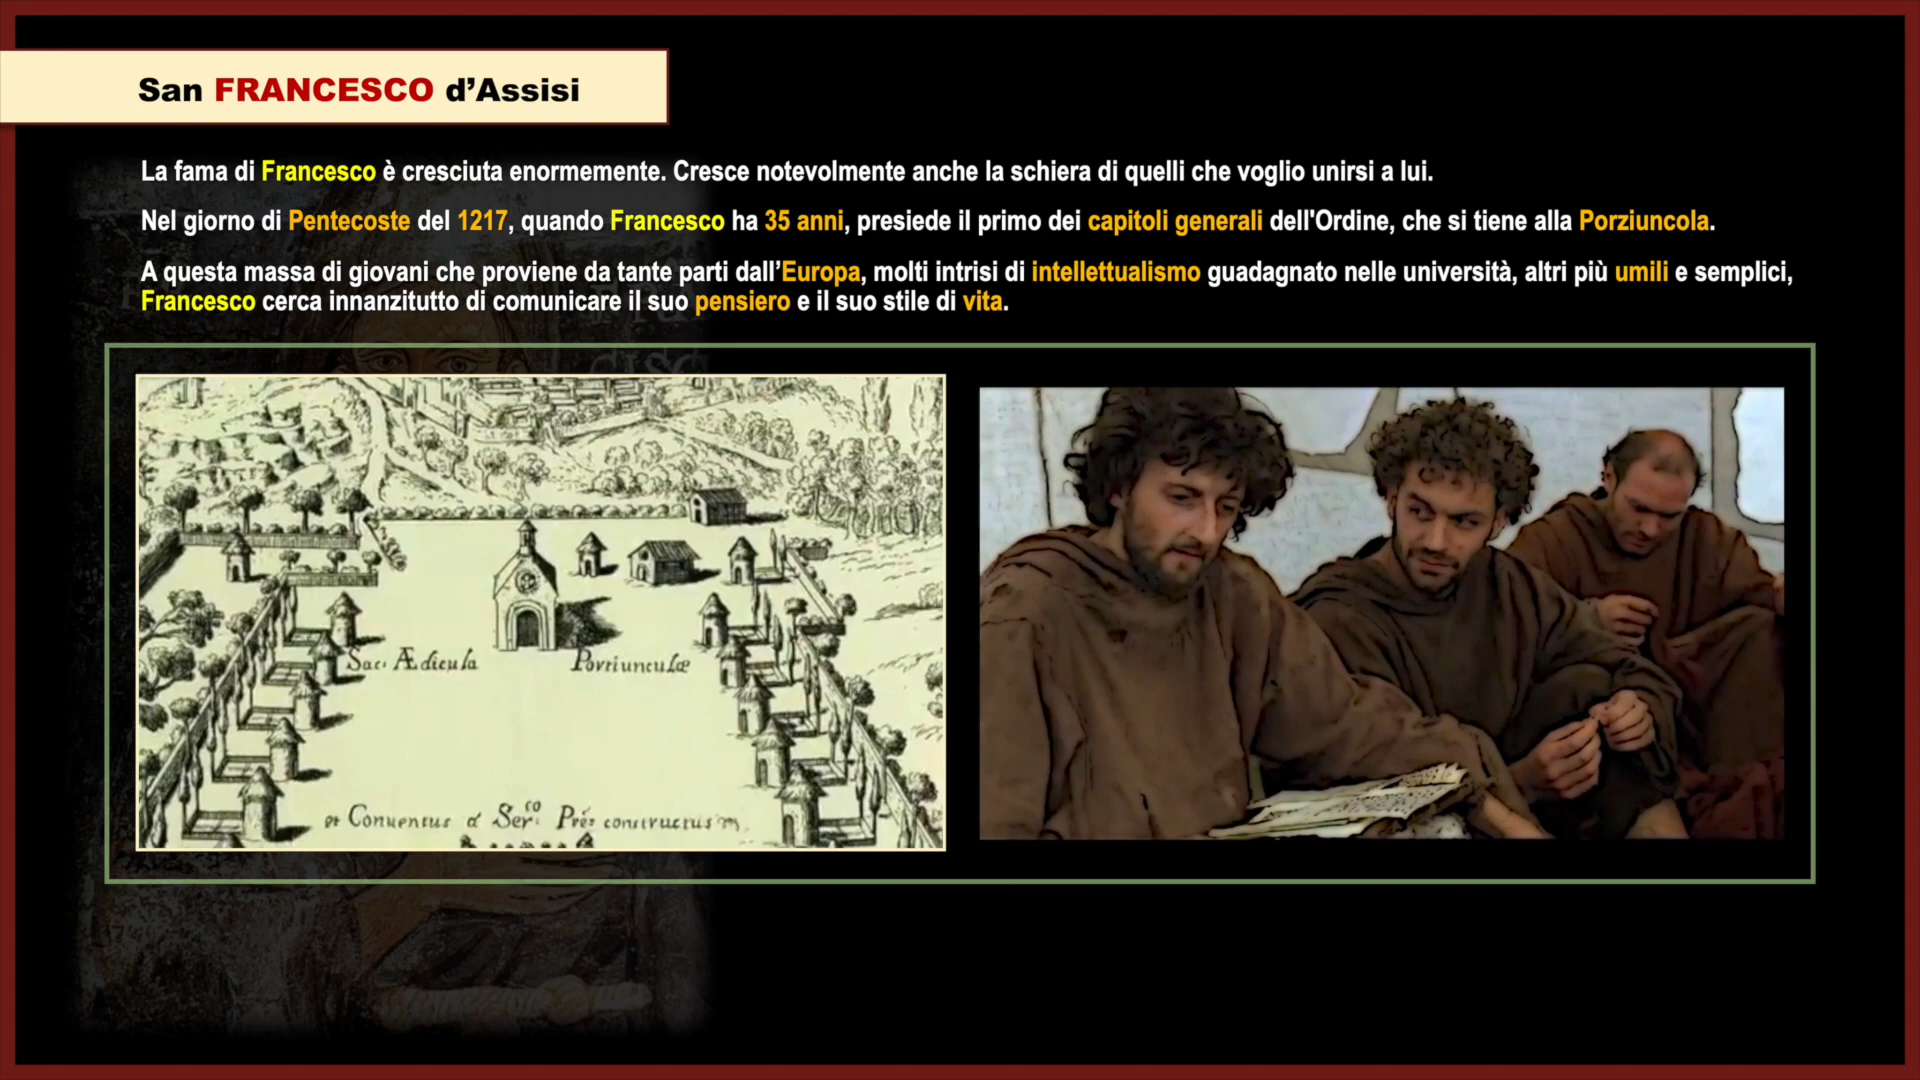 San FRANCESCO d’Assisi
La fama di Francesco è cresciuta enormemente. Cresce notevolmente anche la schiera di quelli che voglio unirsi a lui.
Nel giorno di Pentecoste del 1217, quando Francesco ha 35 anni, presiede il primo dei capitoli generali dell'Ordine, che si tiene alla Porziuncola.
A questa massa di giovani che proviene da tante parti dall’Europa, molti intrisi di intellettualismo guadagnato nelle università, altri più umili e semplici,
Francesco cerca innanzitutto di comunicare il suo pensiero e il suo stile di vita.
Ædicula Portiunculæ
et Conuentus